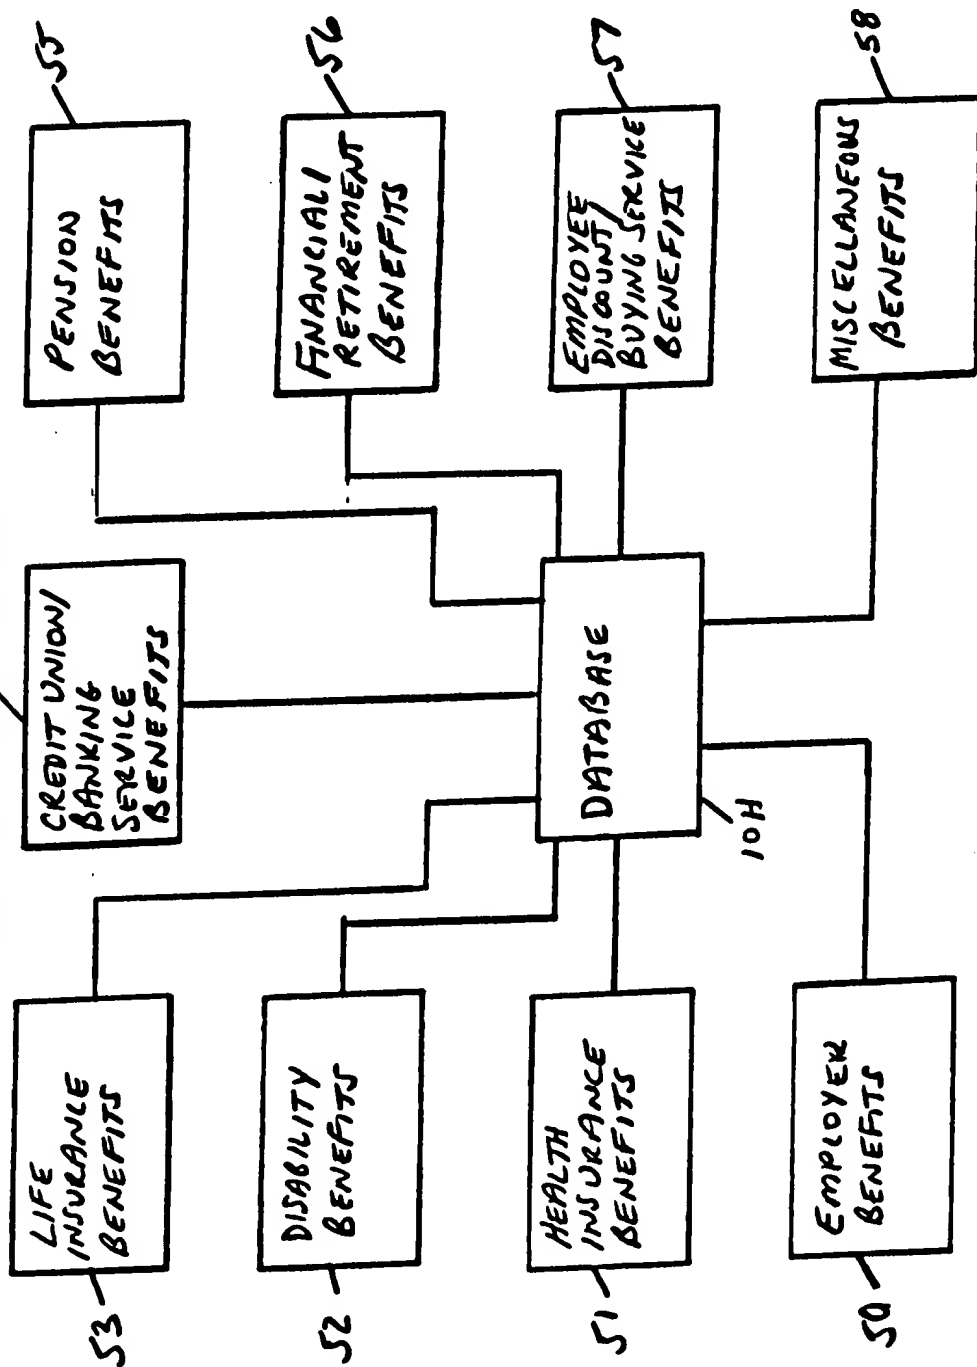 53
LIFE
INSURANCE
BENEFITS
52
DISABILITY
BENEFITS
51
HEALTH
INSURANCE
BENEFITS
50
EMPLOYER
BENEFITS
CREDIT UNION/
BANKING
SERVICE
BENEFITS
DATABASE
10H
55
PENSION
BENEFITS
56
FINANCIAL/
RETIREMENT
BENEFITS
57
EMPLOYEE
DISCOUNT/
BUYING SERVICE
BENEFITS
58
MISCELLANEOUS
BENEFITS